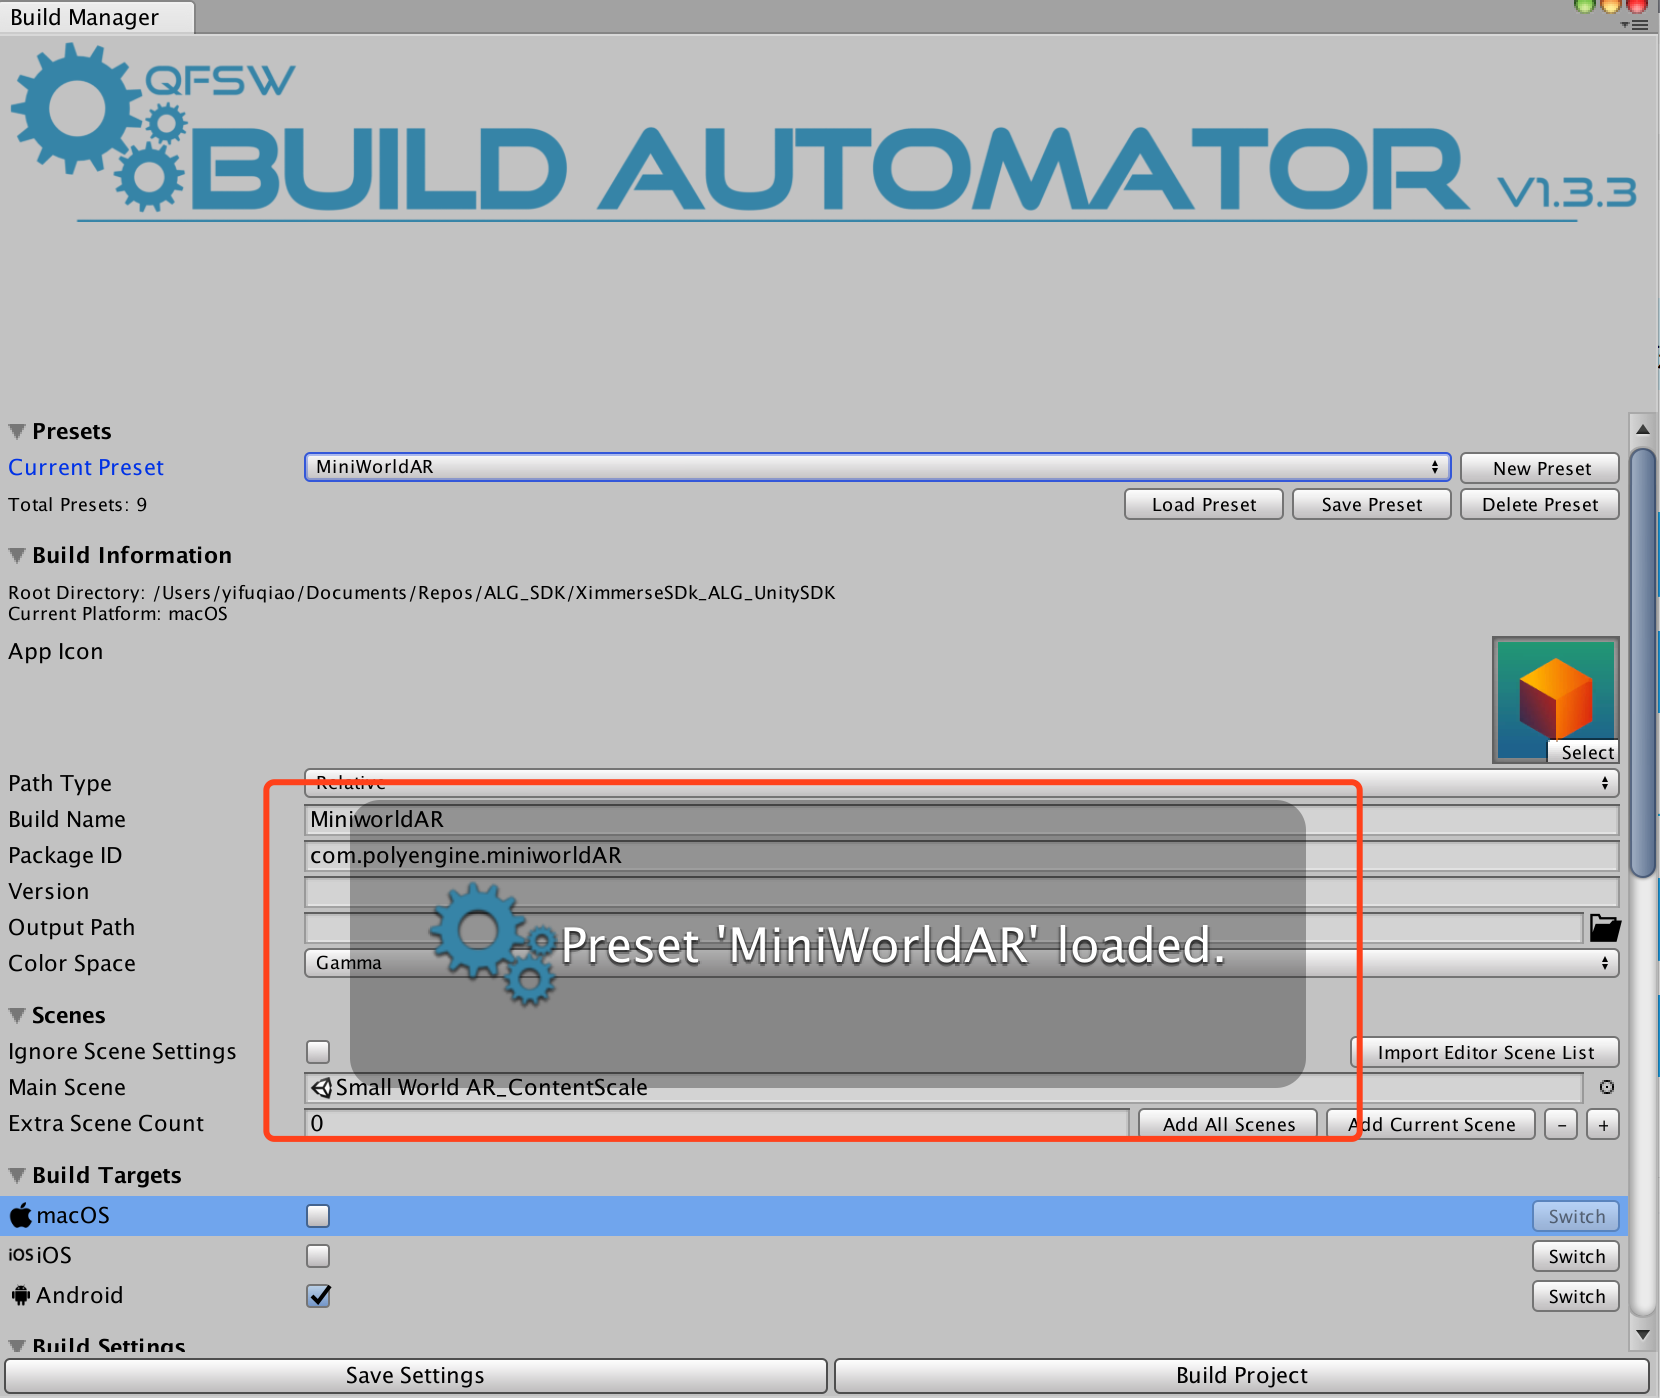 Build Manager
QFSW
BUILD AUTOMATOR V1.3.3
Presets
Current Preset MiniWorldAR New Preset
Total Presets: 9 Load Preset Save Preset Delete Preset
Build Information
Root Directory: /Users/yifuqiao/Documents/Repos/ALG_SDK/XimmerseSDk_ALG_UnitySDK
Current Platform: macOS
App Icon
Select
Path Type Relative
Build Name MiniworldAR
Package ID com.polyengine.miniworldAR
Version
Output Path
Preset 'MiniWorldAR' loaded.
Color Space Gamma
Scenes
Ignore Scene Settings Import Editor Scene List
Main Scene Small World AR_ContentScale
Extra Scene Count 0 Add All Scenes Add Current Scene - +
Build Targets
macOS Switch
iOS iOS Switch
Android Switch
Build Settings
Save Settings Build Project